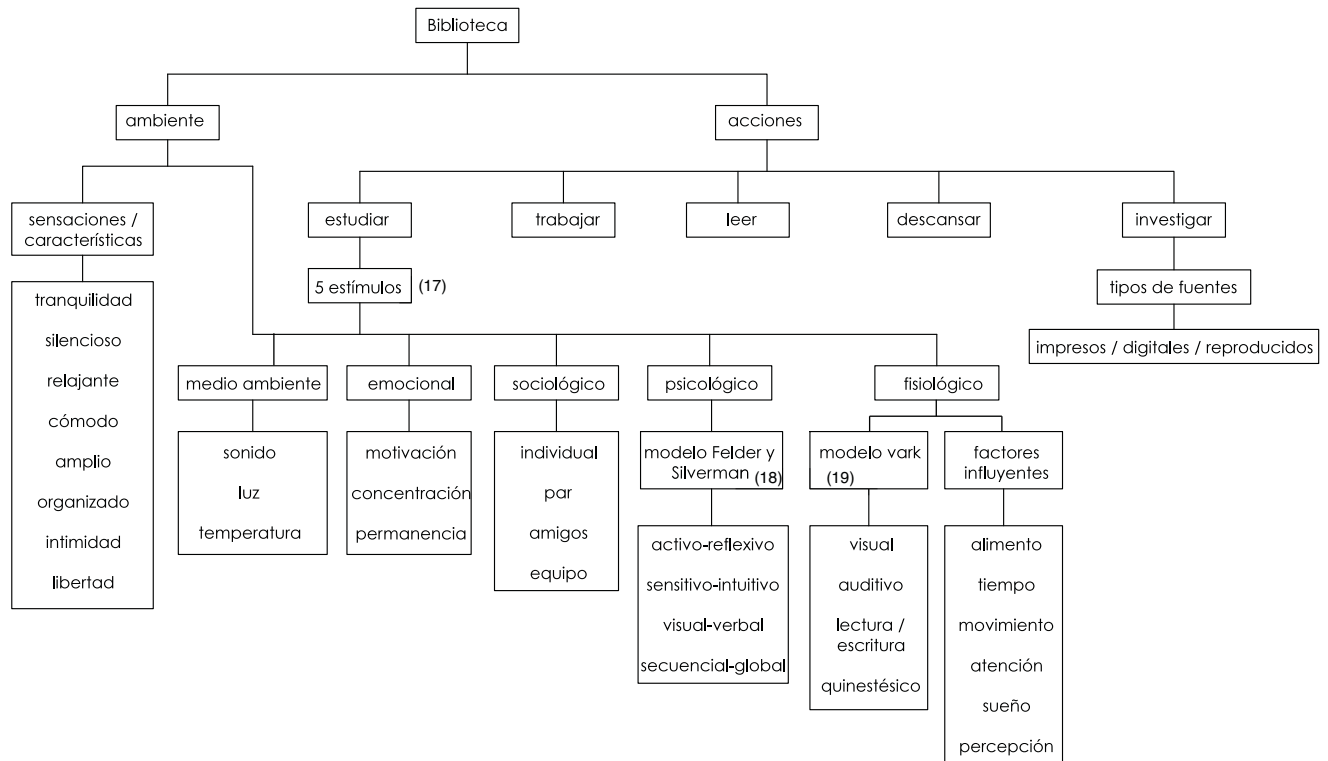 Biblioteca
ambiente
acciones
sensaciones /
características
estudiar
trabajar
leer
descansar
investigar
5 estímulos (17)
tipos de fuentes
tranquilidad
silencioso
relajante
cómodo
amplio
organizado
intimidad
libertad
impresos / digitales / reproducidos
medio ambiente
emocional
sociológico
psicológico
fisiológico
sonido
luz
temperatura
motivación
concentración
permanencia
individual
par
amigos
equipo
modelo Felder y
Silverman (18)
modelo vark
(19)
factores
influyentes
activo-reflexivo
sensitivo-intuitivo
visual-verbal
secuencial-global
visual
auditivo
lectura /
escritura
quinestésico
alimento
tiempo
movimiento
atención
sueño
percepción